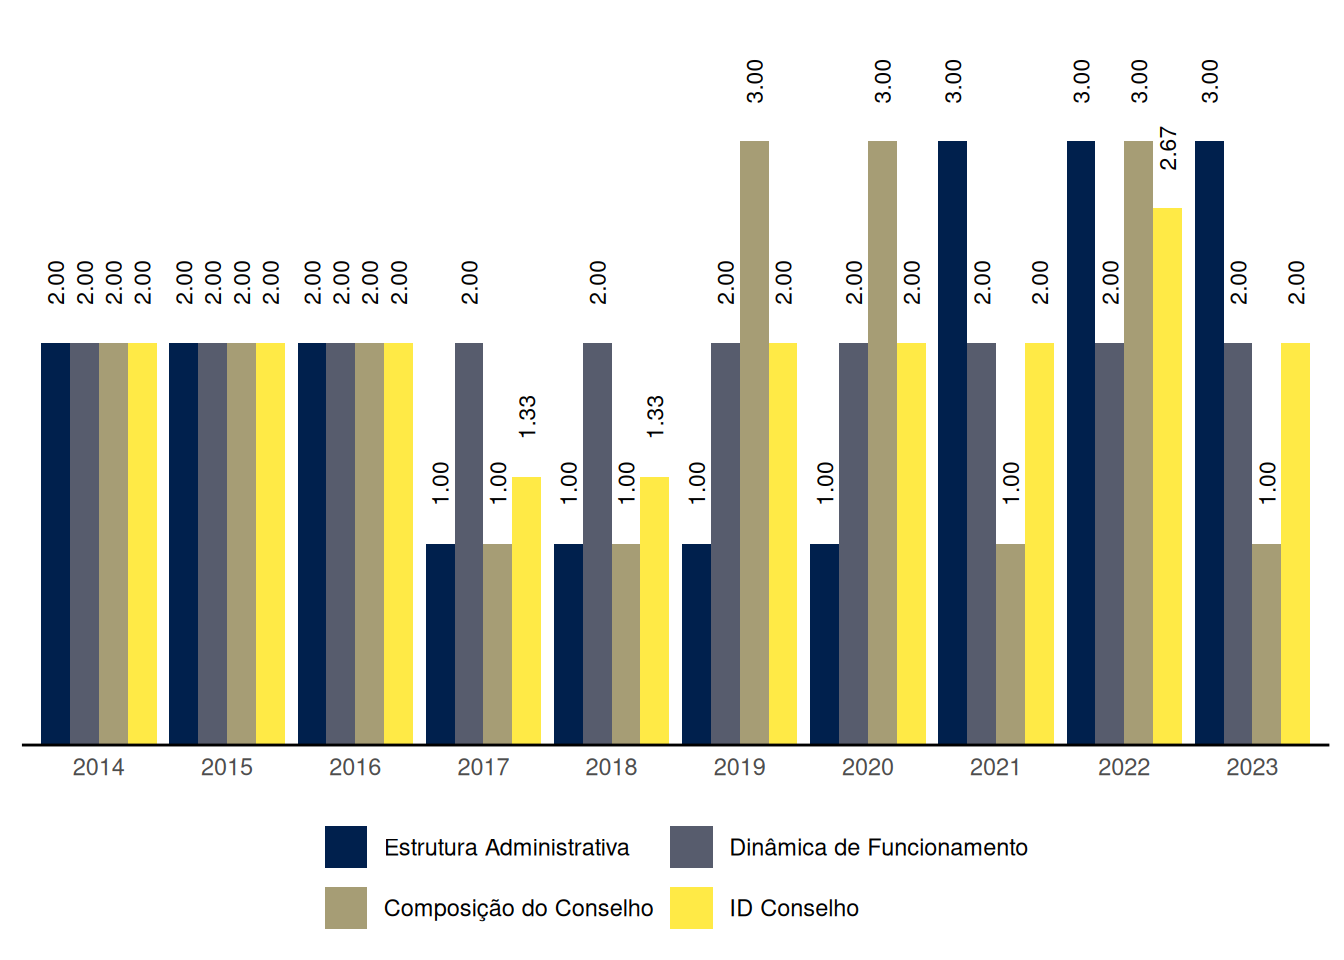 3.00 3.00 3.00 3.00 3.00 3.00
2.67
2.00 2.00 2.00 2.00 2.00 2.00 2.00 2.00 2.00 2.00 2.00 2.00 2.00 2.00 2.00 2.00 2.00 2.00 2.00 2.00 2.00 2.00 2.00
1.33 1.33
1.00 1.00 1.00 1.00 1.00 1.00 1.00 1.00
2014 2015 2016 2017 2018 2019 2020 2021 2022 2023
Estrutura Administrativa Dinâmica de Funcionamento
Composição do Conselho ID Conselho